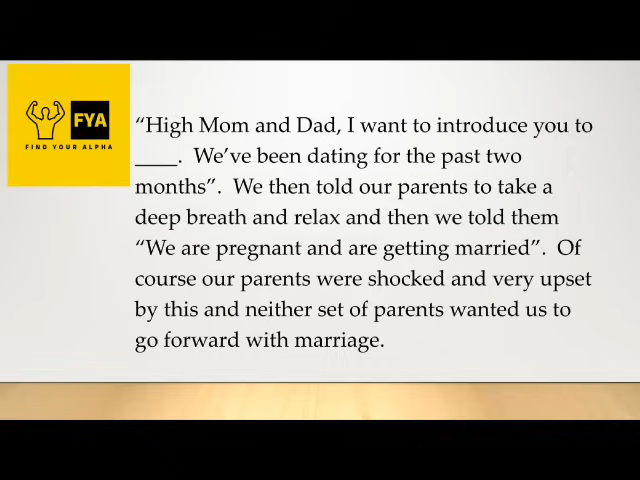 FYA
FIND YOUR ALPHA
“High Mom and Dad, I want to introduce you to
____. We’ve been dating for the past two
months”. We then told our parents to take a
deep breath and relax and then we told them
“We are pregnant and are getting married”. Of
course our parents were shocked and very upset
by this and neither set of parents wanted us to
go forward with marriage.